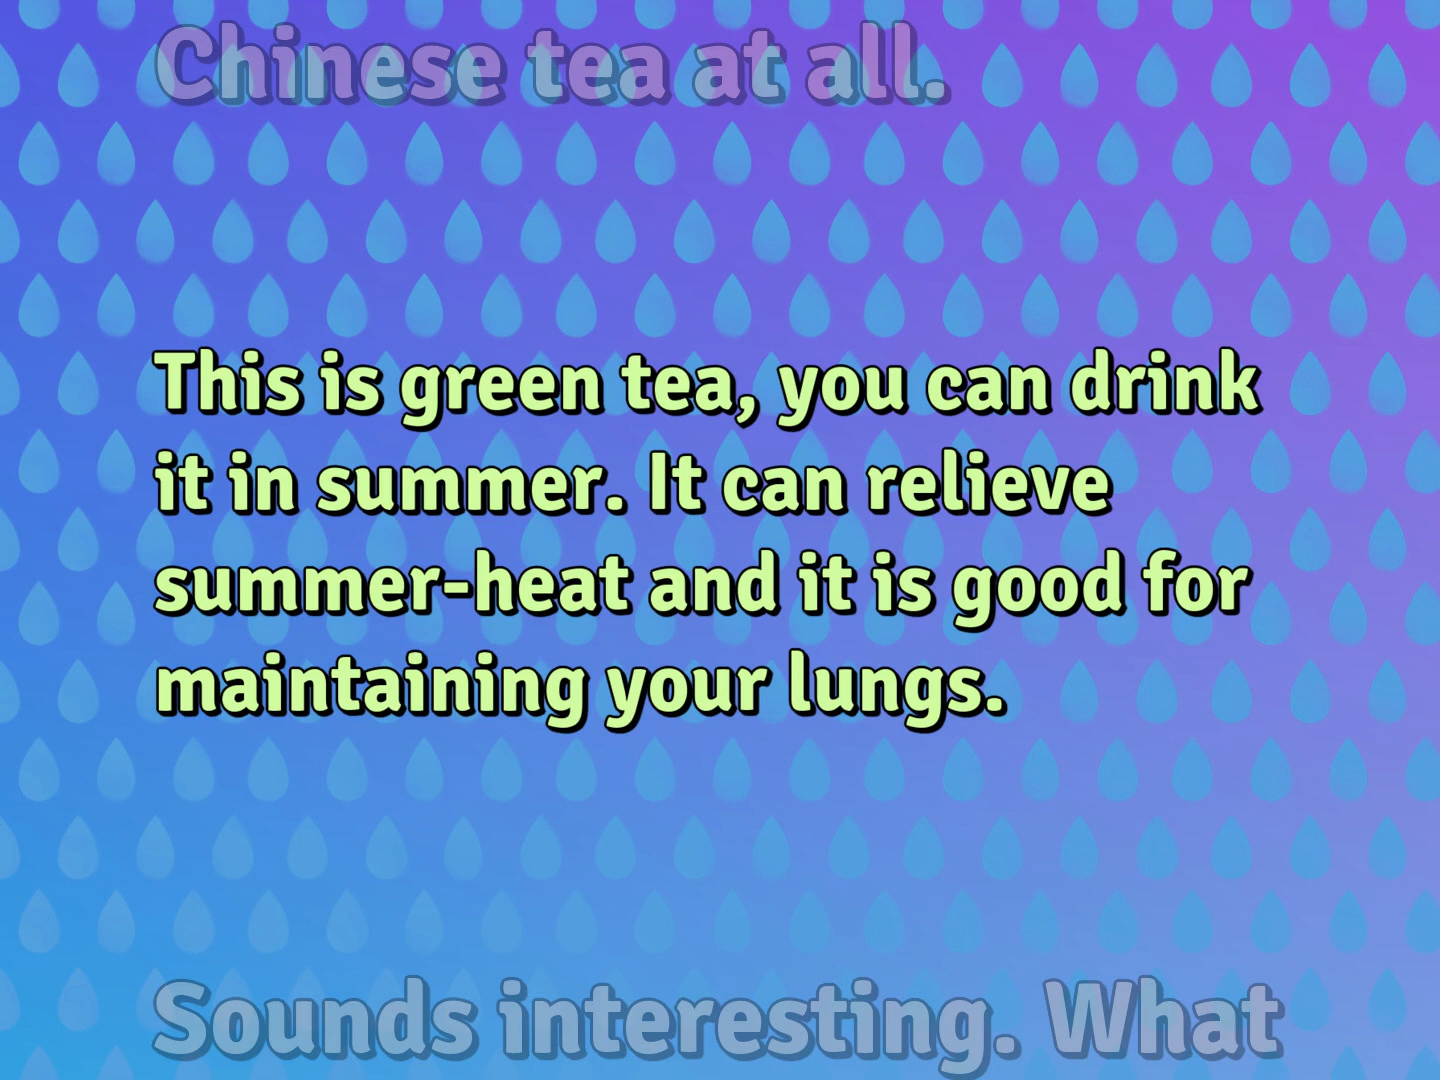 Chinese tea at all.
This is green tea, you can drink
it in summer. It can relieve
summer-heat and it is good for
maintaining your lungs.
Sounds interesting. What